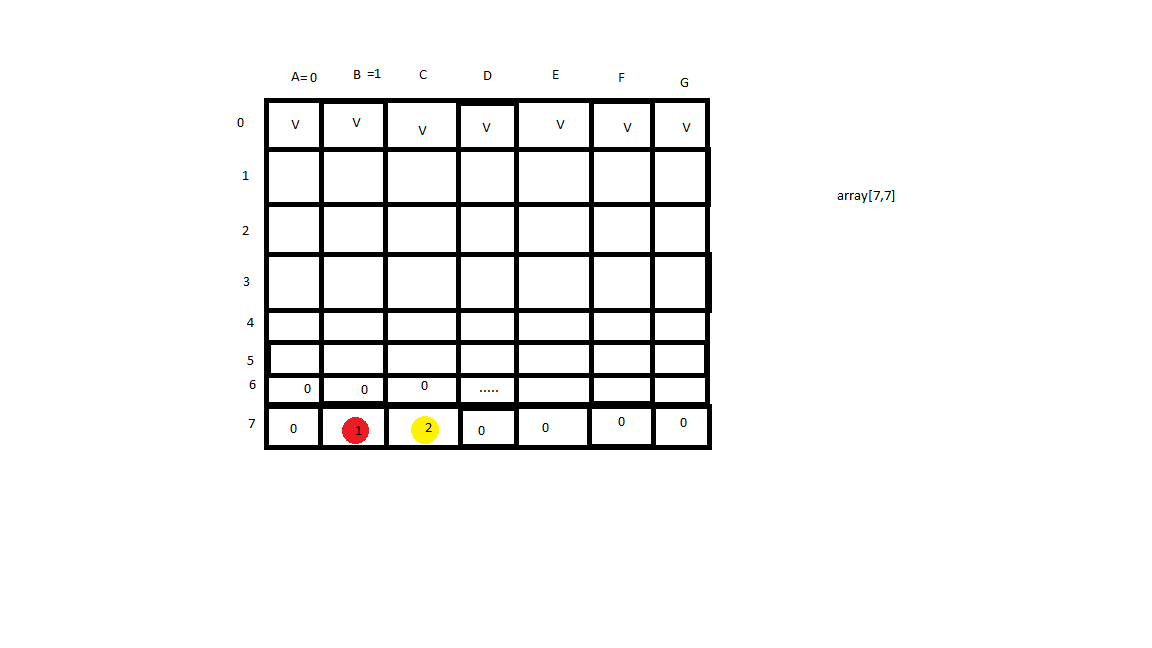 A= 0 B =1 C D E F G
0 V V V V V V V
1
array[7,7]
2
3
4
5
6 0 0 0 .....
7 0 1 2 0 0 0 0